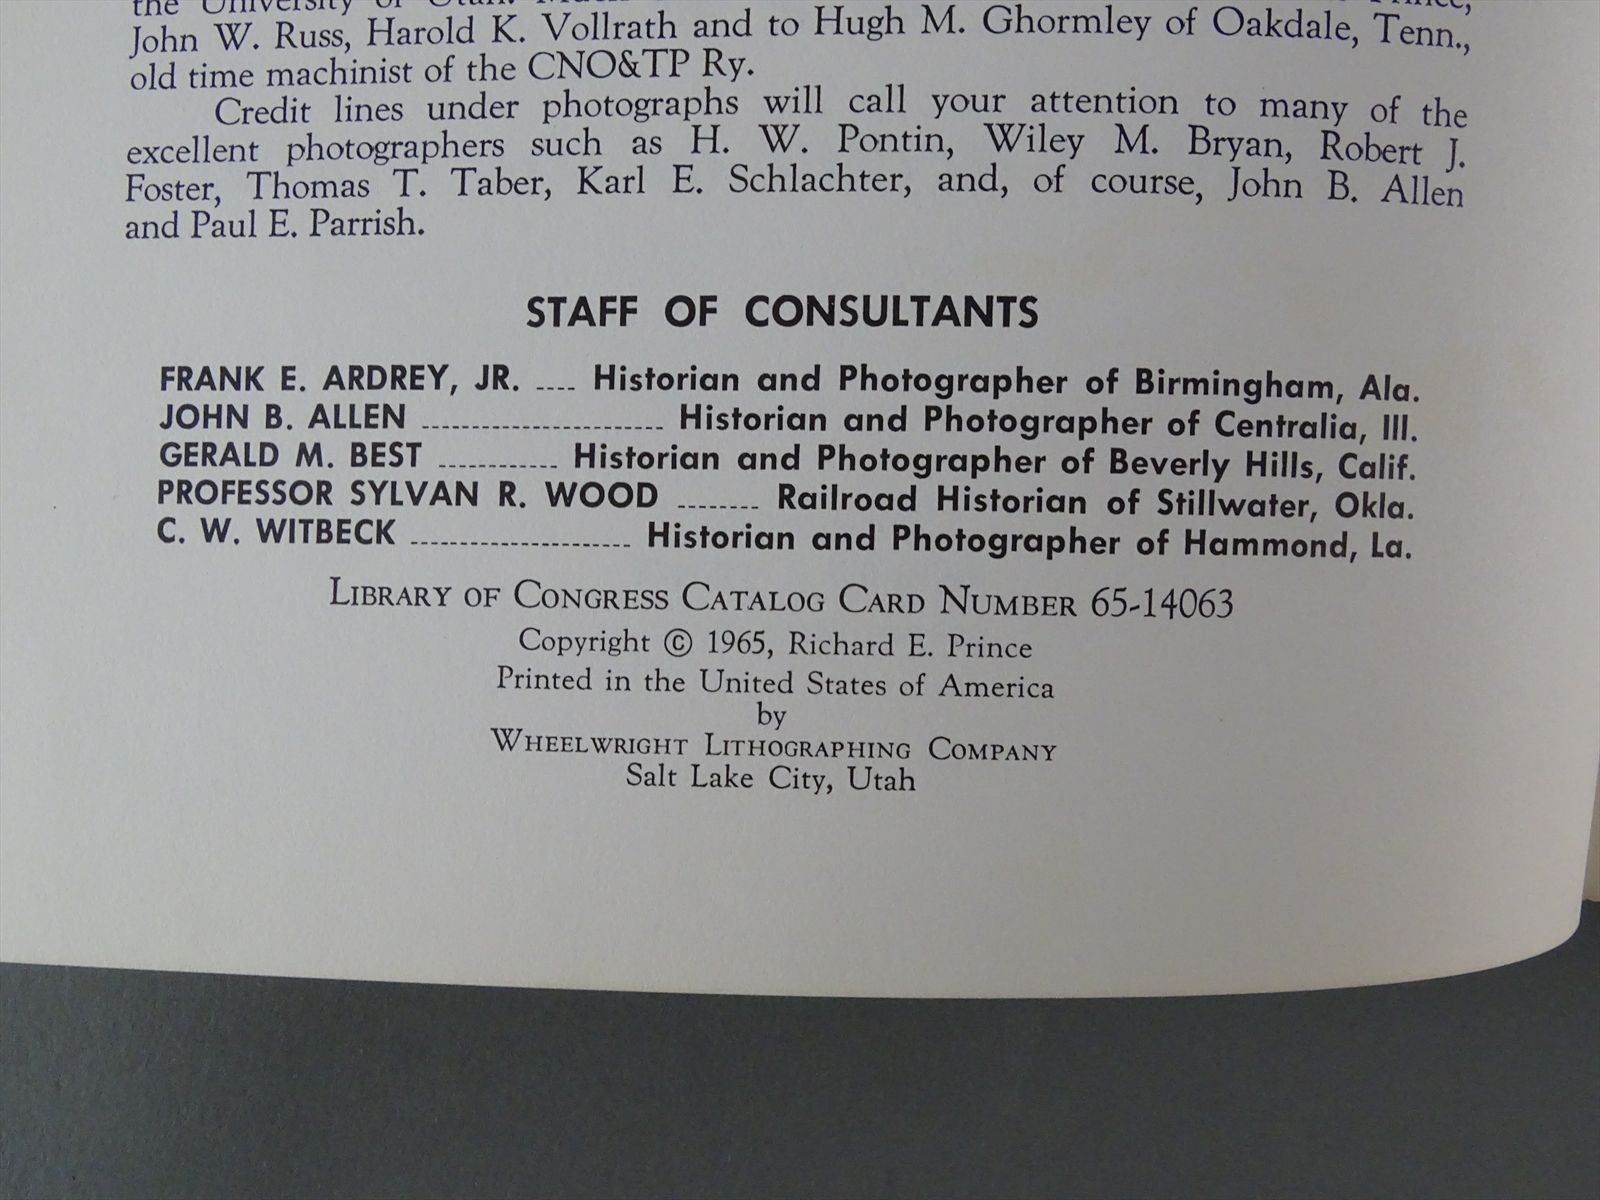 the University of Utah. Prince,
John W. Russ, Harold K. Vollrath and to Hugh M. Ghormley of Oakdale, Tenn.,
old time machinist of the CNO&TP Ry.
Credit lines under photographs will call your attention to many of the
excellent photographers such as H. W. Pontin, Wiley M. Bryan, Robert J.
Foster, Thomas T. Taber, Karl E. Schlachter, and, of course, John B. Allen
and Paul E. Parrish.
STAFF OF CONSULTANTS
FRANK E. ARDREY, JR. .... Historian and Photographer of Birmingham, Ala.
JOHN B. ALLEN ........................ Historian and Photographer of Centralia, Ill.
GERALD M. BEST ............ Historian and Photographer of Beverly Hills, Calif.
PROFESSOR SYLVAN R. WOOD ........ Railroad Historian of Stillwater, Okla.
C. W. WITBECK ...................... Historian and Photographer of Hammond, La.
LIBRARY OF CONGRESS CATALOG CARD NUMBER 65-14063
Copyright © 1965, Richard E. Prince
Printed in the United States of America
by
WHEELWRIGHT LITHOGRAPHING COMPANY
Salt Lake City, Utah